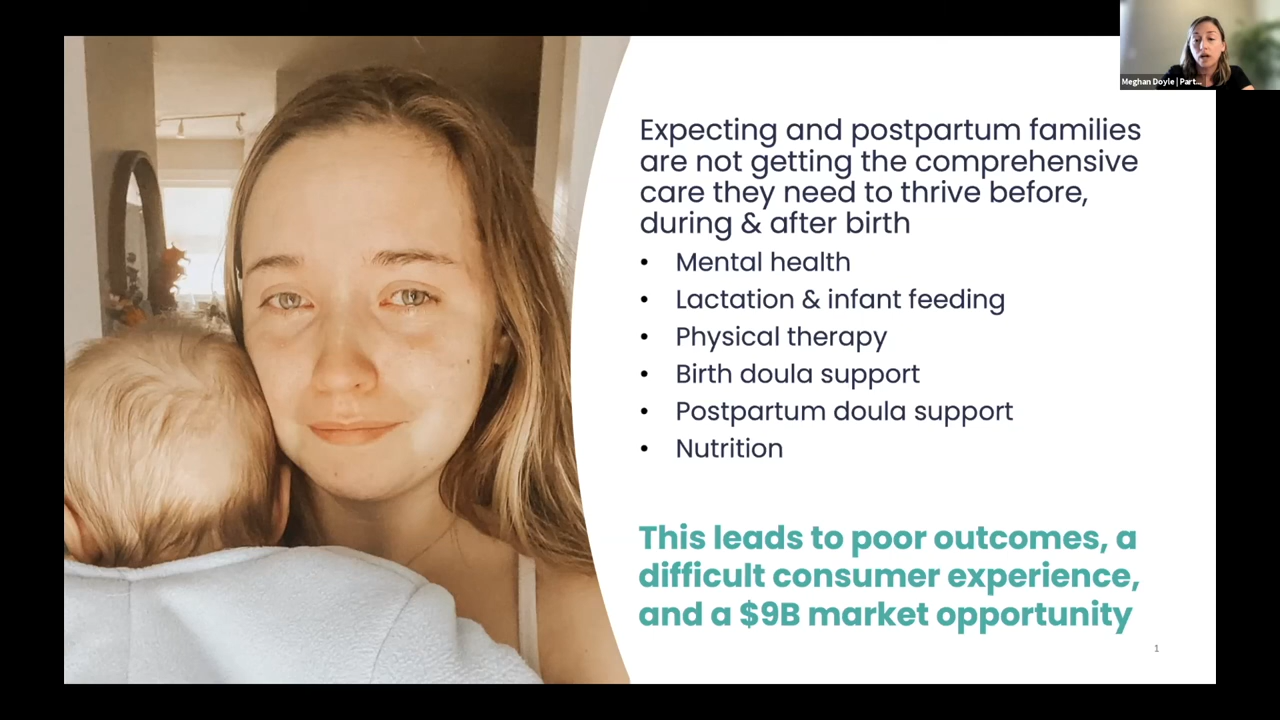 Meghan Doyle | Part...
Expecting and postpartum families
are not getting the comprehensive
care they need to thrive before,
during & after birth
• Mental health
• Lactation & infant feeding
• Physical therapy
• Birth doula support
• Postpartum doula support
• Nutrition
This leads to poor outcomes, a
difficult consumer experience,
and a $9B market opportunity
1